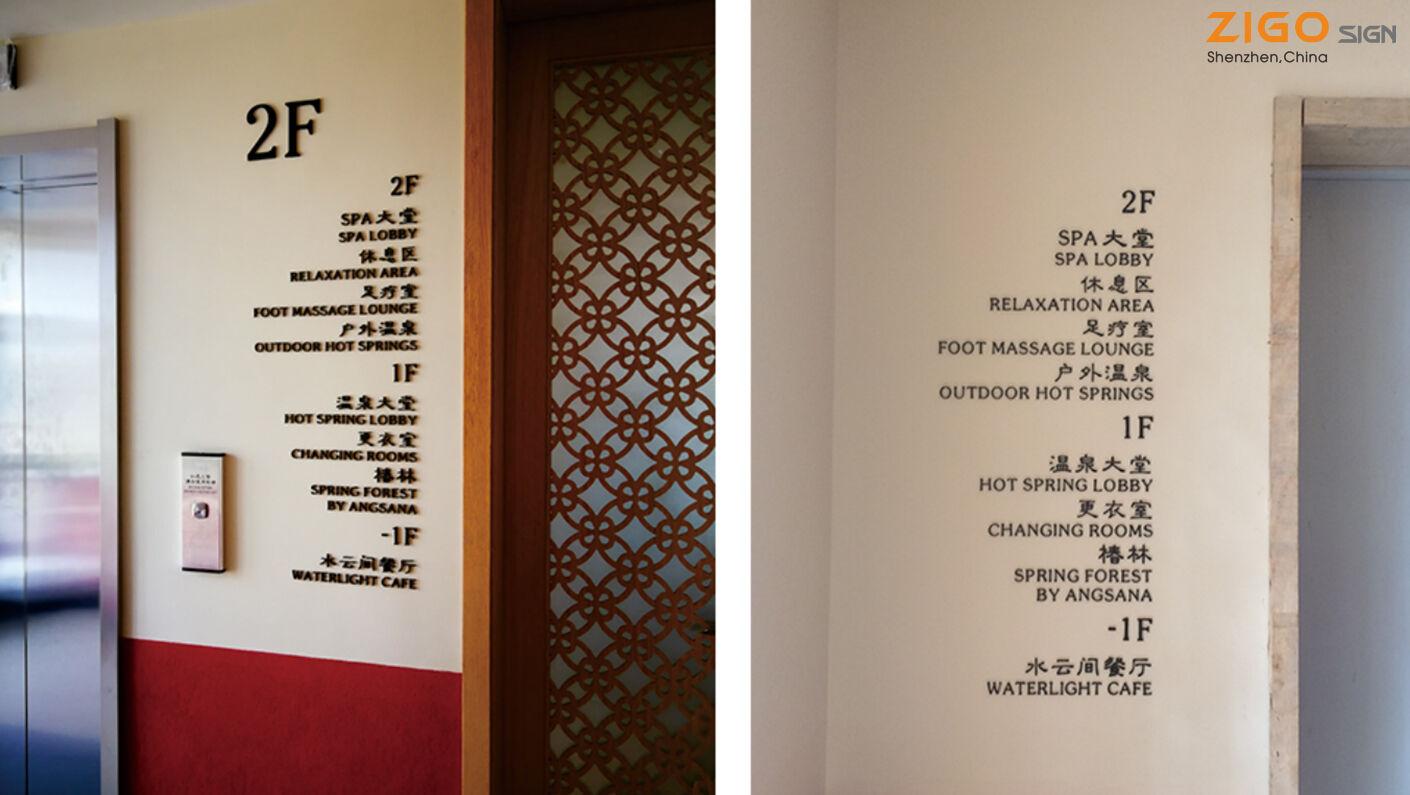 2F
2F
SPA大堂
SPA LOBBY
休息区
RELAXATION AREA
足疗室
FOOT MASSAGE LOUNGE
户外温泉
OUTDOOR HOT SPRINGS
1F
温泉大堂
HOT SPRING LOBBY
更衣室
CHANGING ROOMS
椿林
SPRING FOREST
BY ANGSANA
-1F
水云间餐厅
WATERLIGHT CAFE
ZIGO SIGN
Shenzhen,China
2F
SPA大堂
SPA LOBBY
休息区
RELAXATION AREA
足疗室
FOOT MASSAGE LOUNGE
户外温泉
OUTDOOR HOT SPRINGS
1F
温泉大堂
HOT SPRING LOBBY
更衣室
CHANGING ROOMS
椿林
SPRING FOREST
BY ANGSANA
-1F
水云间餐厅
WATERLIGHT CAFE